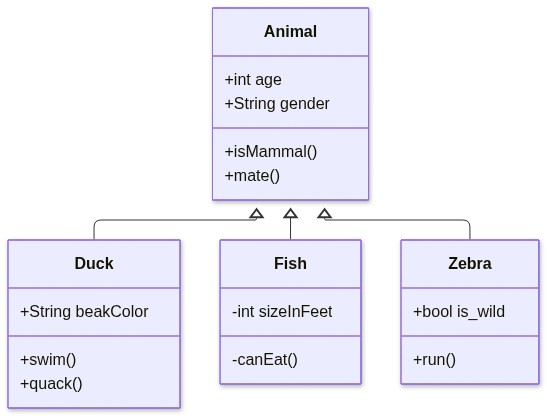 Animal
+int age
+String gender
+isMammal()
+mate()
Duck
+String beakColor
+swim()
+quack()
Fish
-int sizeInFeet
-canEat()
Zebra
+bool is_wild
+run()